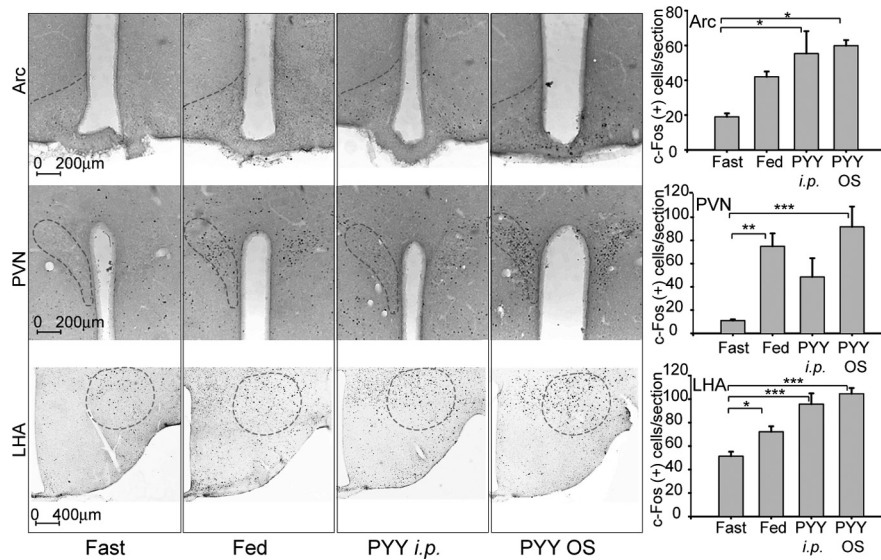 Arc
0 200μm
PVN
0 200μm
LHA
0 400μm
Fast Fed PYY i.p. PYY OS
Arc
c-Fos (+) cells/section
80
60
40
20
0
* *
Fast Fed PYY PYY
i.p. OS
PVN
c-Fos (+) cells/section
120
100
80
60
40
20
0
***
**
Fast Fed PYY PYY
i.p. OS
LHA
c-Fos (+) cells/section
120
100
80
60
40
20
0
***
***
*
Fast Fed PYY PYY
i.p. OS